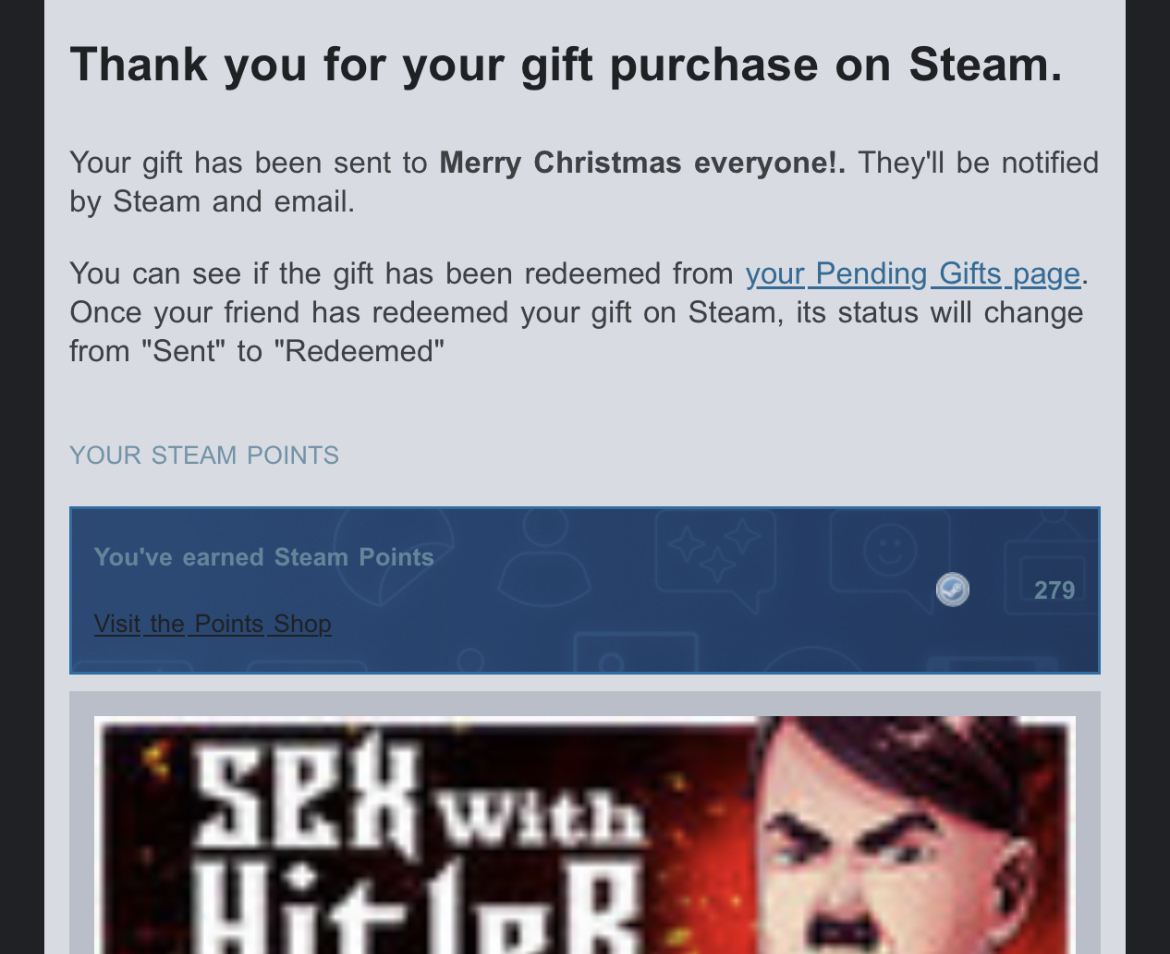 Thank you for your gift purchase on Steam.
Your gift has been sent to Merry Christmas everyone!. They'll be notified
by Steam and email.
You can see if the gift has been redeemed from your Pending Gifts page.
Once your friend has redeemed your gift on Steam, its status will change
from "Sent" to "Redeemed"
YOUR STEAM POINTS
You've earned Steam Points
279
Visit the Points Shop
SEX With
HitleR